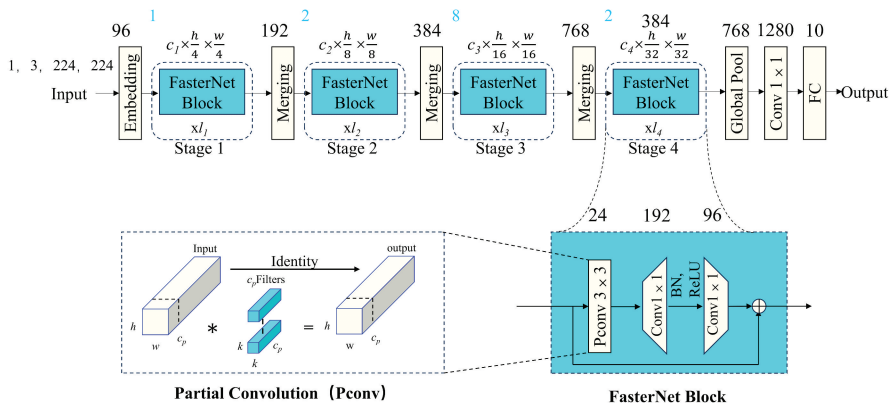 1 2 8 2
96 192 384 768 384 768 1280 10
c₁ × h/4 × w/4 c₂ × h/8 × w/8 c₃ × h/16 × w/16 c₄ × h/32 × w/32
1, 3, 224, 224
Input
Embedding
FasterNet
Block
xl₁
Stage 1
Merging
FasterNet
Block
xl₂
Stage 2
Merging
FasterNet
Block
xl₃
Stage 3
Merging
FasterNet
Block
xl₄
Stage 4
Global Pool
Conv 1 × 1
FC
Output
Input
Identity
output
cₚFilters
h
w
cₚ
*
k
k
cₚ
=
h
w
cₚ
Partial Convolution（Pconv）
24 192 96
Pconv 3 × 3
Conv1 × 1
BN,
ReLU
Conv1 × 1
FasterNet Block